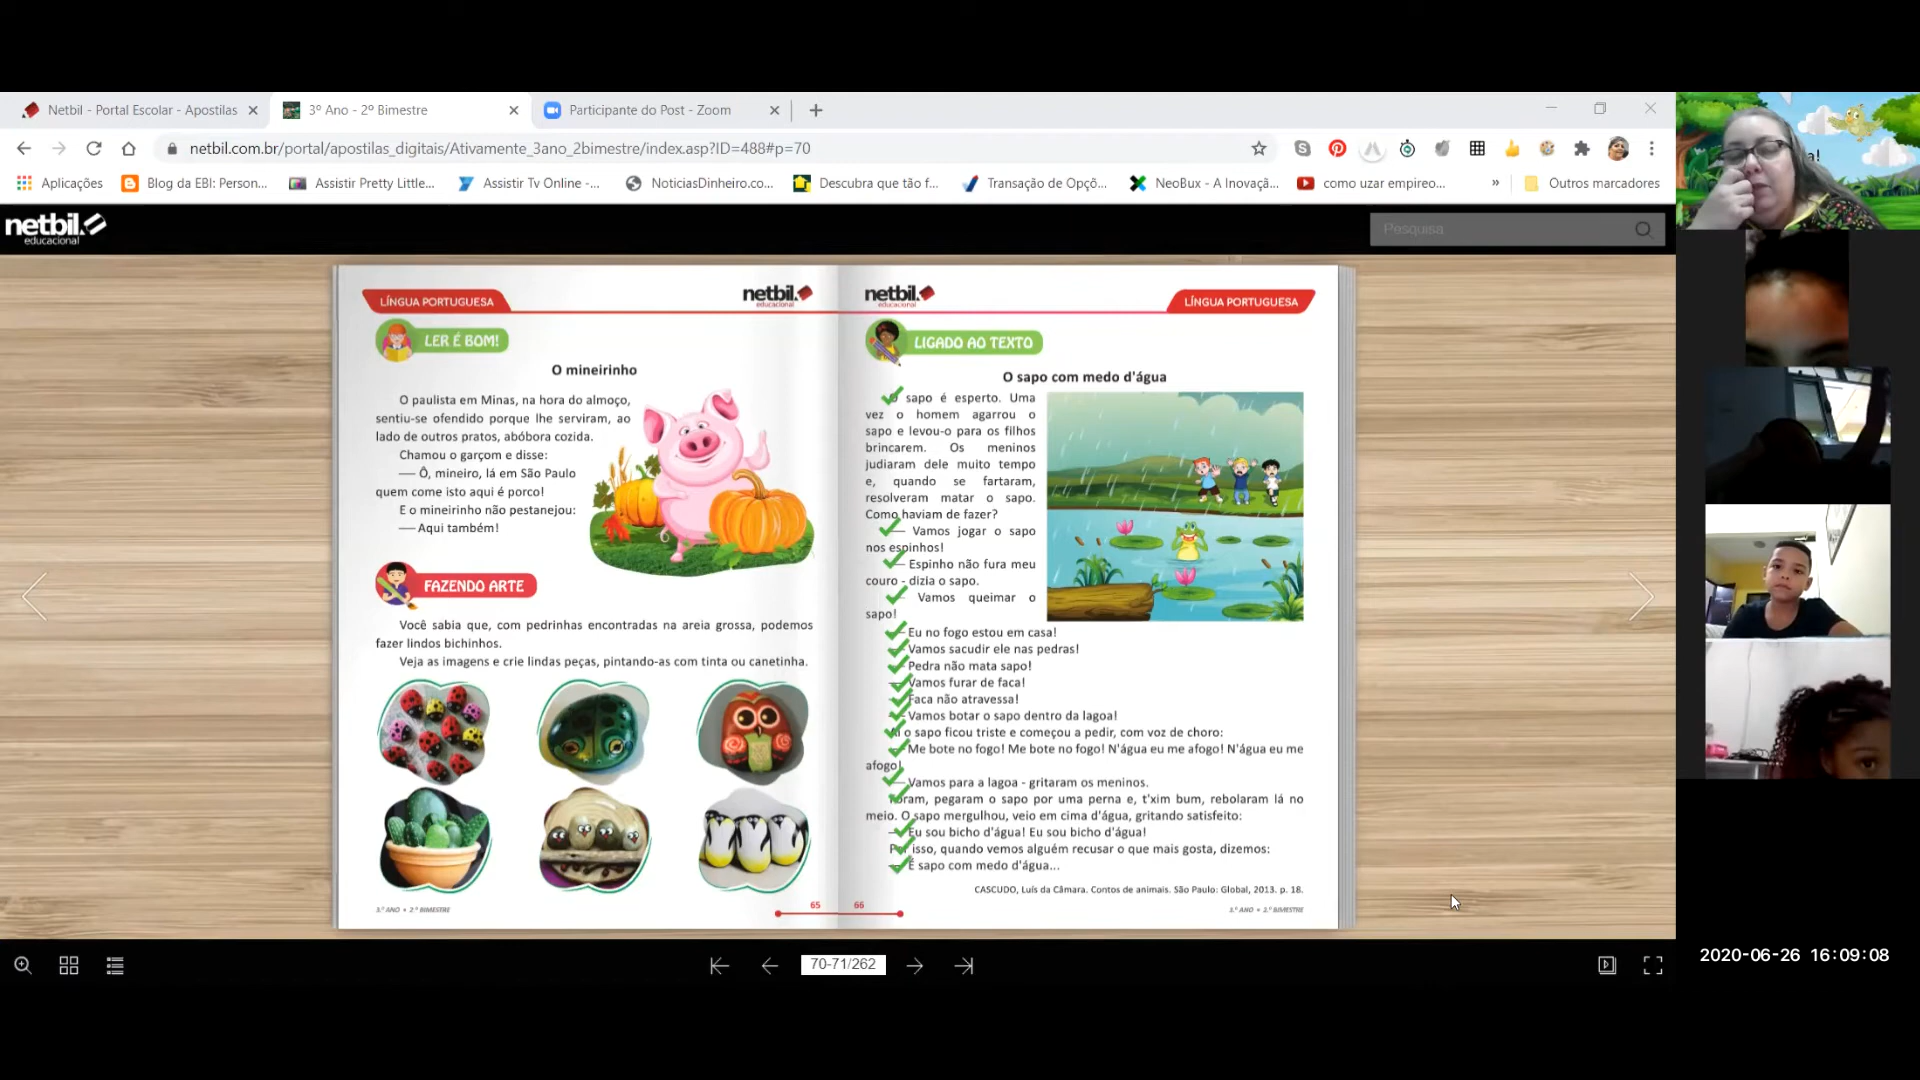 Netbil - Portal Escolar - Apostilas
3º Ano - 2º Bimestre
Participante do Post - Zoom
netbil.com.br/portal/apostilas_digitais/Ativamente_3ano_2bimestre/index.asp?ID=488#p=70
Aplicações
Blog da EBI: Person...
Assistir Pretty Little...
Assistir Tv Online -...
NoticiasDinheiro.co...
Descubra que tão f...
Transação de Opçõ...
NeoBux - A Inovaçã...
como uzar empireo...
»
Outros marcadores
netbil
educacional
Pesquisa
LÍNGUA PORTUGUESA
netbil
educacional
LER É BOM!
O mineirinho
O paulista em Minas, na hora do almoço,
sentiu-se ofendido porque lhe serviram, ao
lado de outros pratos, abóbora cozida.
Chamou o garçom e disse:
— Ô, mineiro, lá em São Paulo
quem come isto aqui é porco!
E o mineirinho não pestanejou:
— Aqui também!
FAZENDO ARTE
Você sabia que, com pedrinhas encontradas na areia grossa, podemos
fazer lindos bichinhos.
Veja as imagens e crie lindas peças, pintando-as com tinta ou canetinha.
3.º ANO • 2.º BIMESTRE
65
netbil
educacional
LÍNGUA PORTUGUESA
LIGADO AO TEXTO
O sapo com medo d'água
O sapo é esperto. Uma
vez o homem agarrou o
sapo e levou-o para os filhos
brincarem. Os meninos
judiaram dele muito tempo
e, quando se fartaram,
resolveram matar o sapo.
Como haviam de fazer?
— Vamos jogar o sapo
nos espinhos!
— Espinho não fura meu
couro - dizia o sapo.
— Vamos queimar o
sapo!
— Eu no fogo estou em casa!
— Vamos sacudir ele nas pedras!
— Pedra não mata sapo!
— Vamos furar de faca!
— Faca não atravessa!
— Vamos botar o sapo dentro da lagoa!
Aí o sapo ficou triste e começou a pedir, com voz de choro:
— Me bote no fogo! Me bote no fogo! N'água eu me afogo! N'água eu me
afogo!
— Vamos para a lagoa - gritaram os meninos.
Foram, pegaram o sapo por uma perna e, t'xim bum, rebolaram lá no
meio. O sapo mergulhou, veio em cima d'água, gritando satisfeito:
— Eu sou bicho d'água! Eu sou bicho d'água!
Por isso, quando vemos alguém recusar o que mais gosta, dizemos:
— É sapo com medo d'água...
CASCUDO, Luís da Câmara. Contos de animais. São Paulo: Global, 2013. p. 18.
66
3.º ANO • 2.º BIMESTRE
70-71/262
2020-06-26 16:09:08